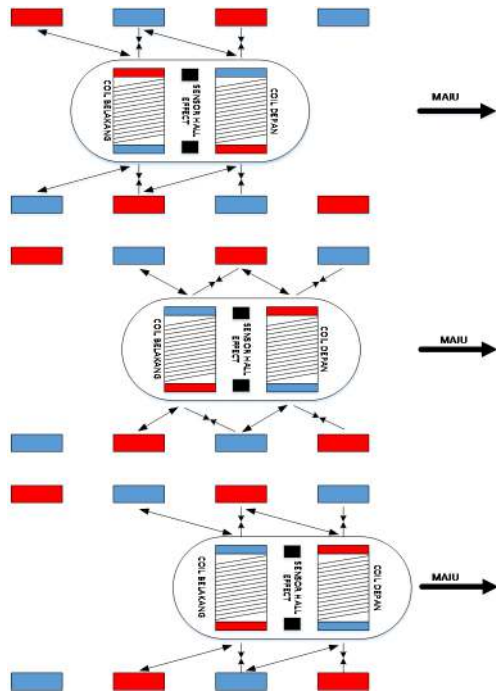 COIL BELAKANG
SENSOR HALL
EFFECT
COIL DEPAN
MAJU
COIL BELAKANG
SENSOR HALL
EFFECT
COIL DEPAN
MAJU
COIL BELAKANG
SENSOR HALL
EFFECT
COIL DEPAN
MAJU